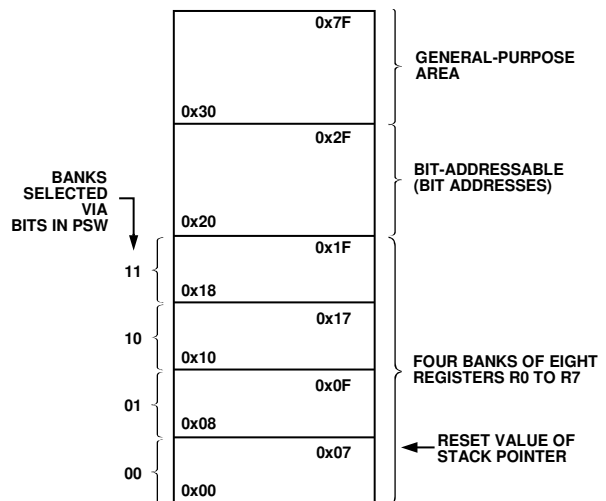 0x7F
GENERAL-PURPOSE
AREA
0x30
0x2F
BANKS
SELECTED
VIA
BITS IN PSW
BIT-ADDRESSABLE
(BIT ADDRESSES)
0x20
0x1F
11
0x18
0x17
10
0x10
FOUR BANKS OF EIGHT
REGISTERS R0 TO R7
0x0F
01
0x08
RESET VALUE OF
STACK POINTER
0x07
00
0x00